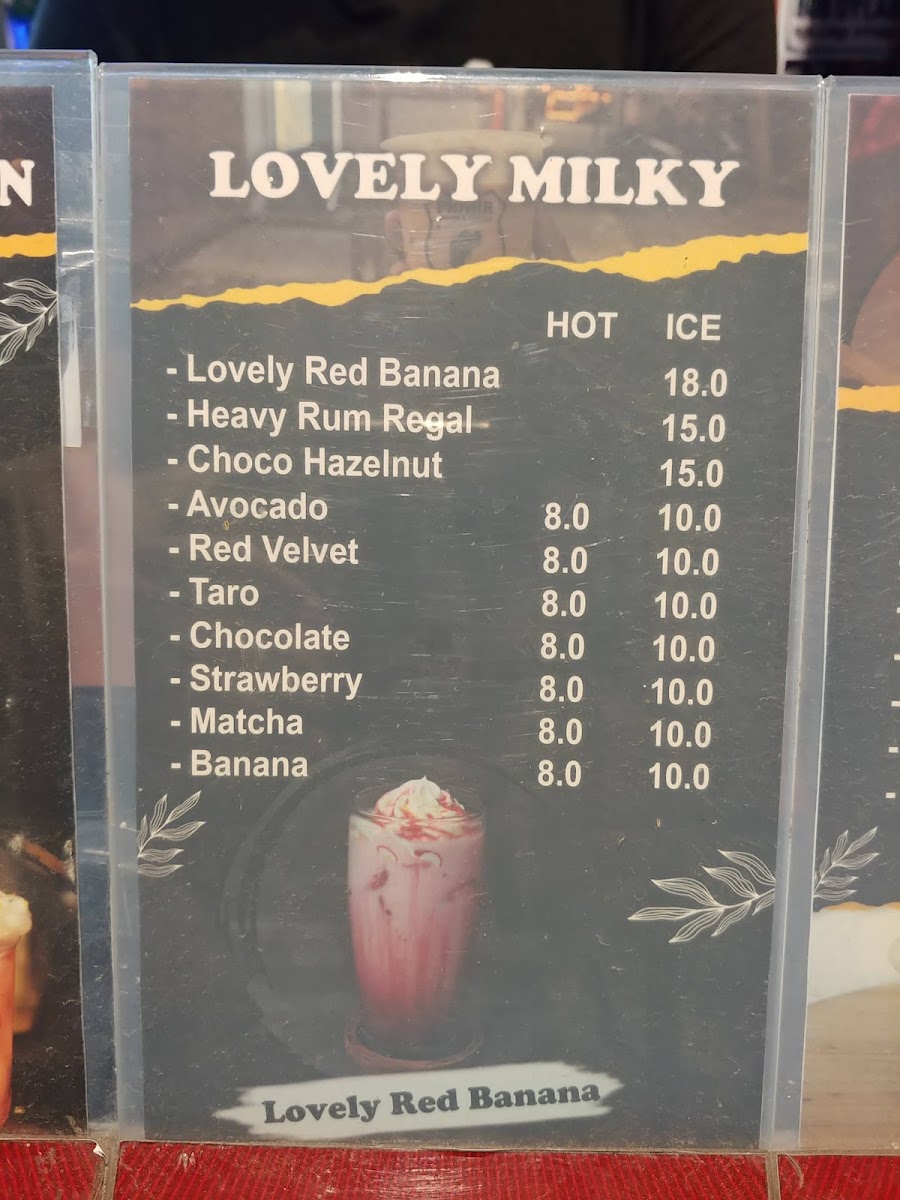 N
LOVELY MILKY
HOT ICE
- Lovely Red Banana 18.0
- Heavy Rum Regal 15.0
- Choco Hazelnut 15.0
- Avocado 8.0 10.0
- Red Velvet 8.0 10.0
- Taro 8.0 10.0
- Chocolate 8.0 10.0
- Strawberry 8.0 10.0
- Matcha 8.0 10.0
- Banana 8.0 10.0
Lovely Red Banana